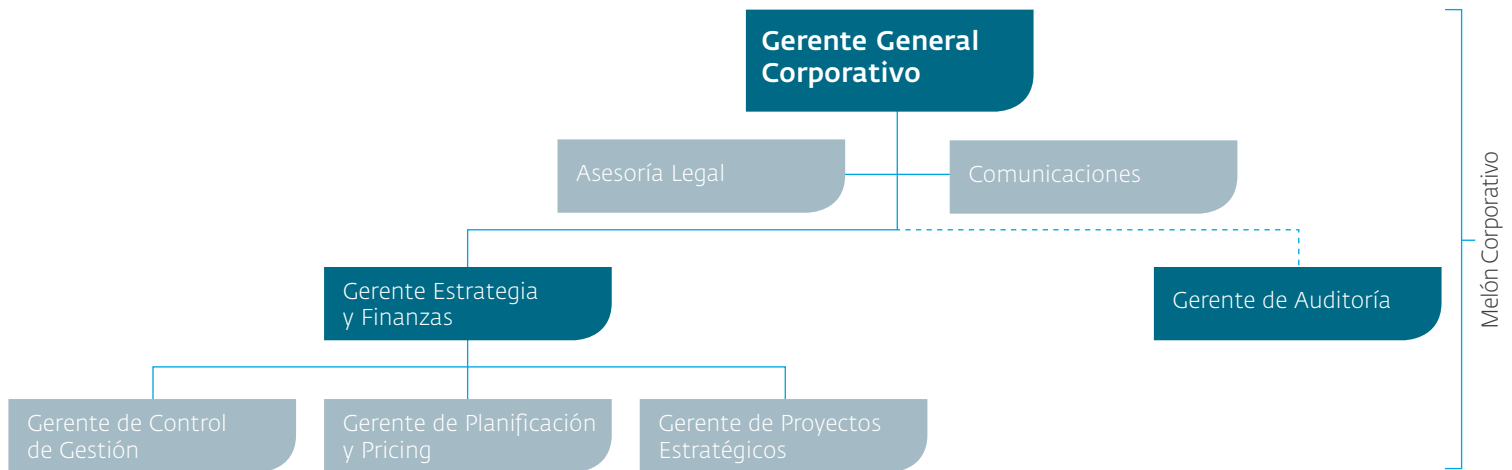 Gerente General
Corporativo
Asesoría Legal
Comunicaciones
Gerente Estrategia
y Finanzas
Gerente de Auditoría
Gerente de Control
de Gestión
Gerente de Planificación
y Pricing
Gerente de Proyectos
Estratégicos
Melón Corporativo